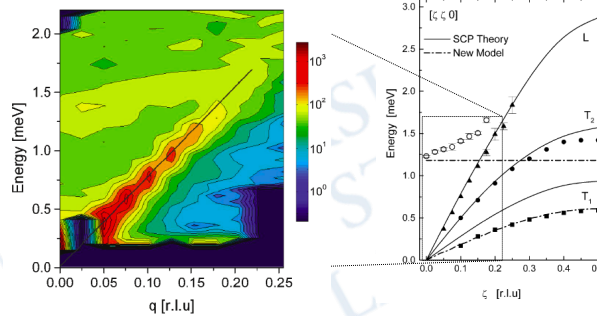 Energy [meV]
2.0
1.5
1.0
0.5
0.0
0.00 0.05 0.10 0.15 0.20 0.25
q [r.l.u]
10³
10²
10¹
10⁰
Energy [meV]
3.0
2.5
2.0
1.5
1.0
0.5
0.0
[ζ ζ 0]
SCP Theory
New Model
L
T₂
T₁
0.0 0.1 0.2 0.3 0.4
ζ [r.l.u]